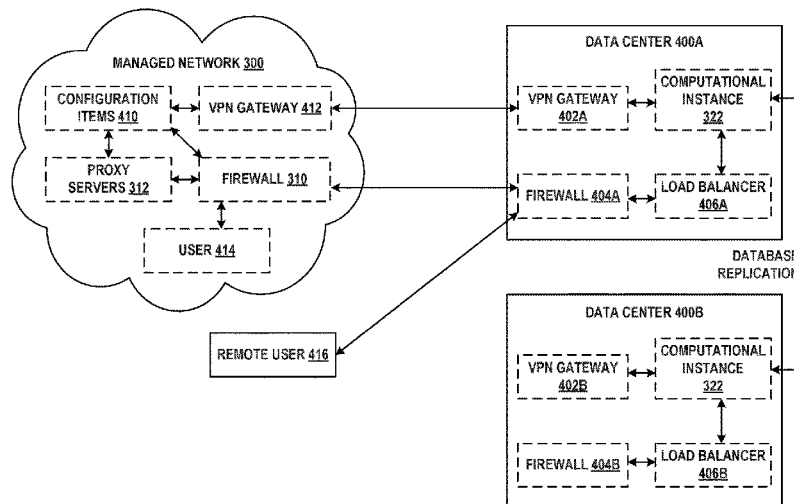 MANAGED NETWORK 300
CONFIGURATION
ITEMS 410
VPN GATEWAY 412
PROXY
SERVERS 312
FIREWALL 310
USER 414
REMOTE USER 416
DATA CENTER 400A
VPN GATEWAY
402A
COMPUTATIONAL
INSTANCE
322
FIREWALL 404A
LOAD BALANCER
406A
DATABASE
REPLICATION
DATA CENTER 400B
VPN GATEWAY
402B
COMPUTATIONAL
INSTANCE
322
FIREWALL 404B
LOAD BALANCER
406B